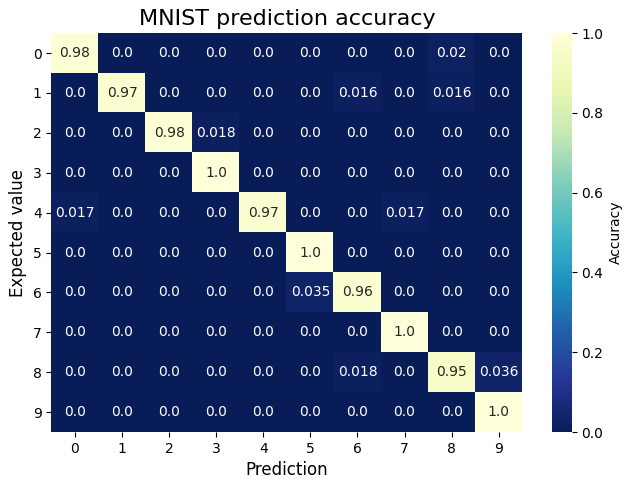 MNIST prediction accuracy
0 0.98 0.0 0.0 0.0 0.0 0.0 0.0 0.0 0.02 0.0
1 0.0 0.97 0.0 0.0 0.0 0.0 0.016 0.0 0.016 0.0
2 0.0 0.0 0.98 0.018 0.0 0.0 0.0 0.0 0.0 0.0
3 0.0 0.0 0.0 1.0 0.0 0.0 0.0 0.0 0.0 0.0
4 0.017 0.0 0.0 0.0 0.97 0.0 0.0 0.017 0.0 0.0
5 0.0 0.0 0.0 0.0 0.0 1.0 0.0 0.0 0.0 0.0
6 0.0 0.0 0.0 0.0 0.0 0.035 0.96 0.0 0.0 0.0
7 0.0 0.0 0.0 0.0 0.0 0.0 0.0 1.0 0.0 0.0
8 0.0 0.0 0.0 0.0 0.0 0.0 0.018 0.0 0.95 0.036
9 0.0 0.0 0.0 0.0 0.0 0.0 0.0 0.0 0.0 1.0
0 1 2 3 4 5 6 7 8 9
Prediction
Expected value
1.0
0.8
0.6
0.4
0.2
0.0
Accuracy